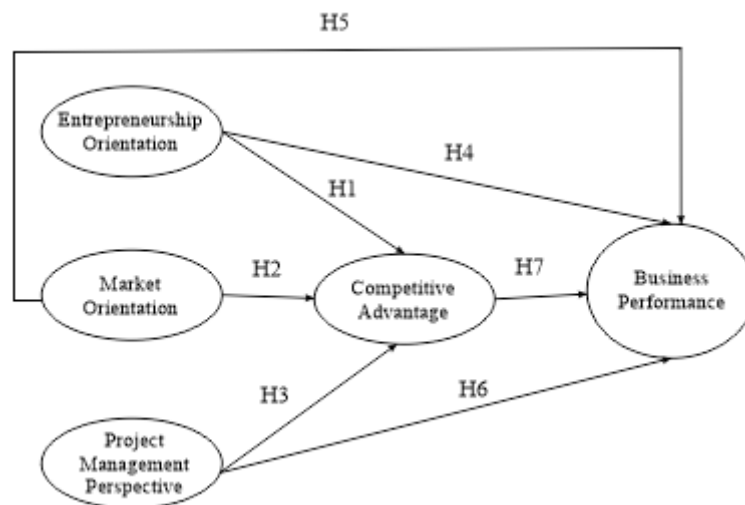 H5
Entrepreneurship
Orientation
H4
H1
Market
Orientation
H2
Competitive
Advantage
H7
Business
Performance
H3
H6
Project
Management
Perspective